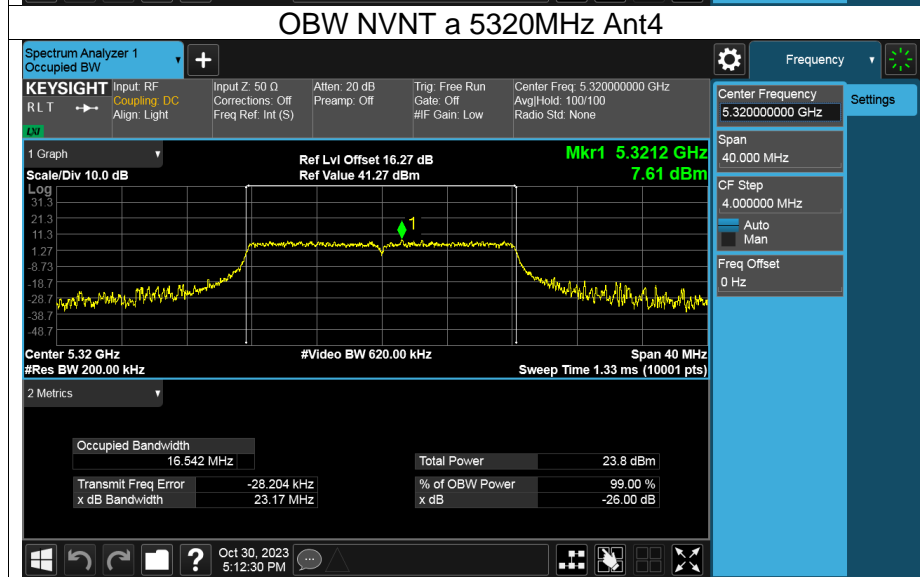 OBW NVNT a 5320MHz Ant4
Spectrum Analyzer 1
Occupied BW
+
Frequency
KEYSIGHT
RLT
LXI
Input: RF
Coupling: DC
Align: Light
Input Z: 50 Ω
Corrections: Off
Freq Ref: Int (S)
Atten: 20 dB
Preamp: Off
Trig: Free Run
Gate: Off
#IF Gain: Low
Center Freq: 5.320000000 GHz
Avg|Hold: 100/100
Radio Std: None
Center Frequency
5.32000000 GHz
Settings
Span
40.000 MHz
CF Step
4.000000 MHz
Auto
Man
Freq Offset
0 Hz
1 Graph
Scale/Div 10.0 dB
Ref Lvl Offset 16.27 dB
Ref Value 41.27 dBm
Mkr1 5.3212 GHz
7.61 dBm
Log
31.3
21.3
11.3
1.27
-8.73
-18.7
-28.7
-38.7
-48.7
1
Center 5.32 GHz
#Res BW 200.00 kHz
#Video BW 620.00 kHz
Span 40 MHz
Sweep Time 1.33 ms (10001 pts)
2 Metrics
Occupied Bandwidth
16.542 MHz
Total Power 23.8 dBm
Transmit Freq Error -28.204 kHz
% of OBW Power 99.00 %
x dB Bandwidth 23.17 MHz
x dB -26.00 dB
?
Oct 30, 2023
5:12:30 PM